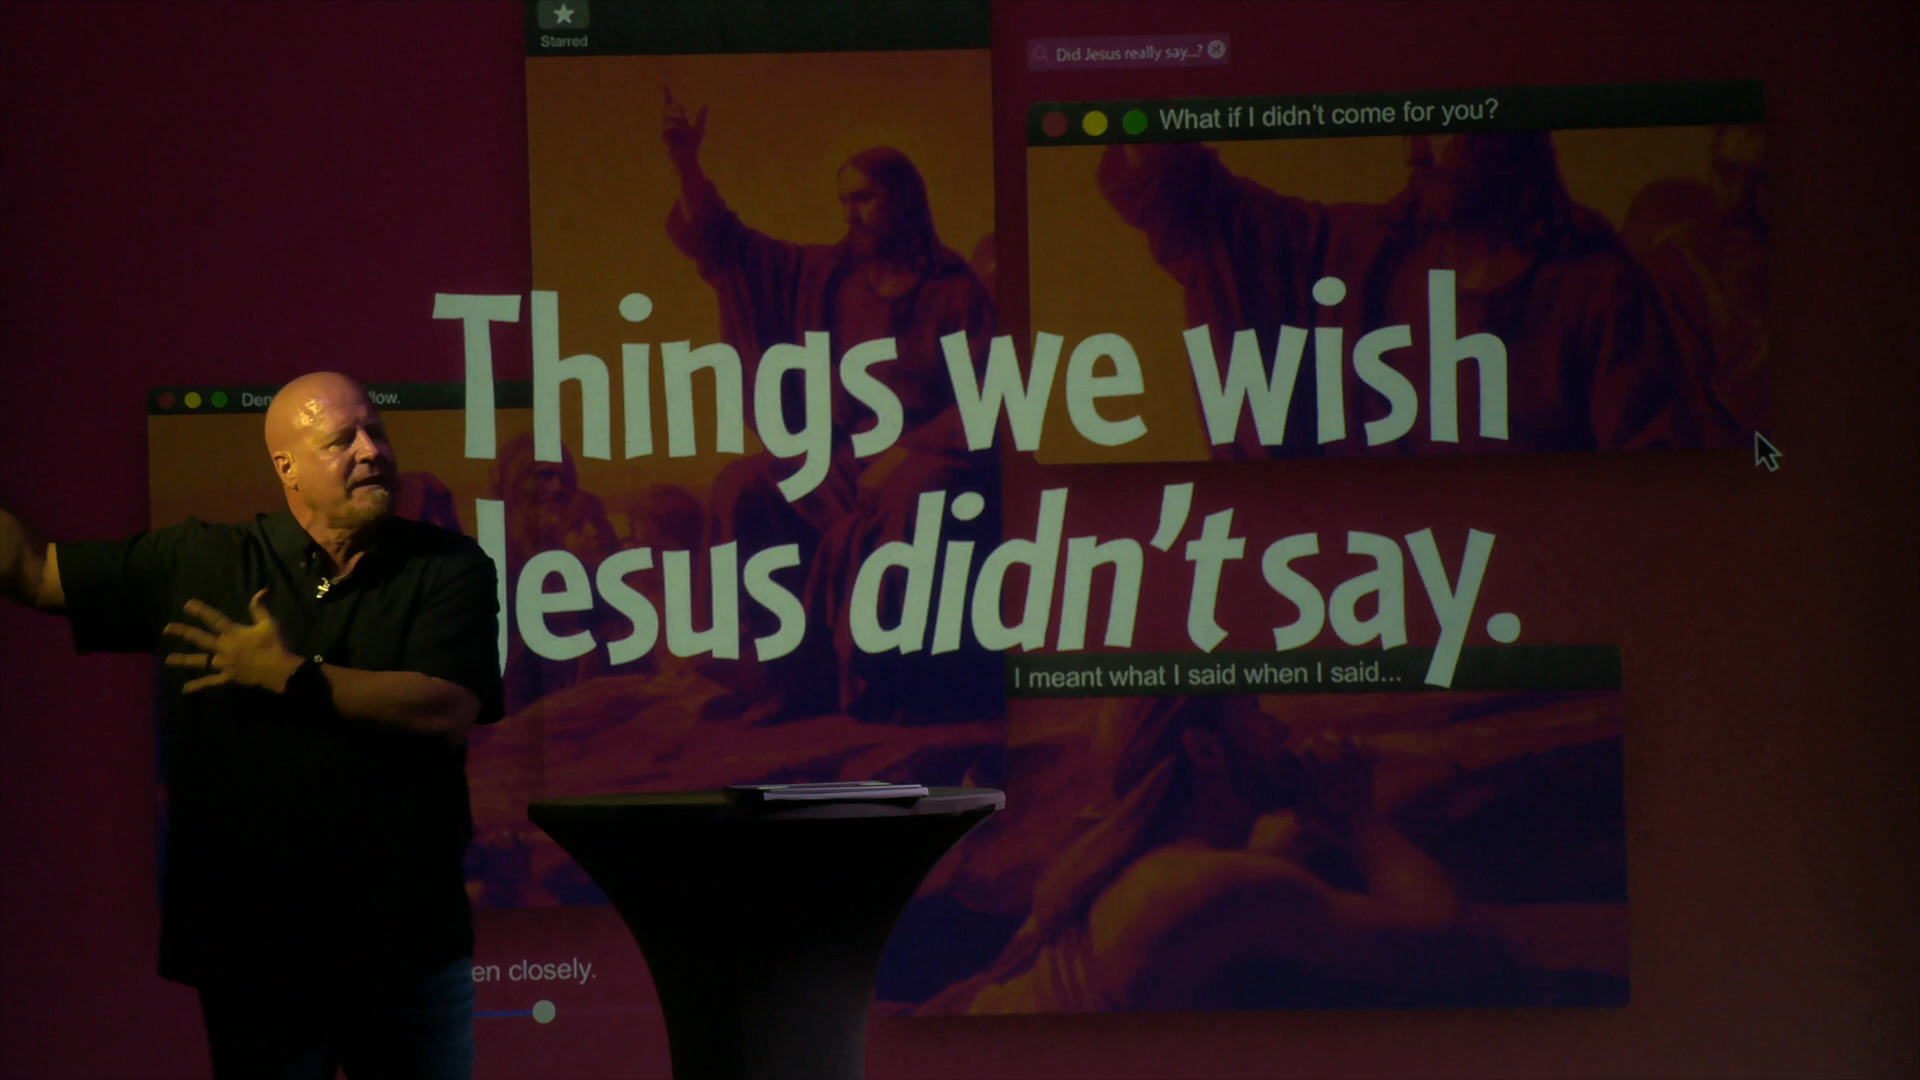 Starred
Did Jesus really say...?
What if I didn't come for you?
Things we wish
Jesus didn't say.
I meant what I said when I said...
closely.